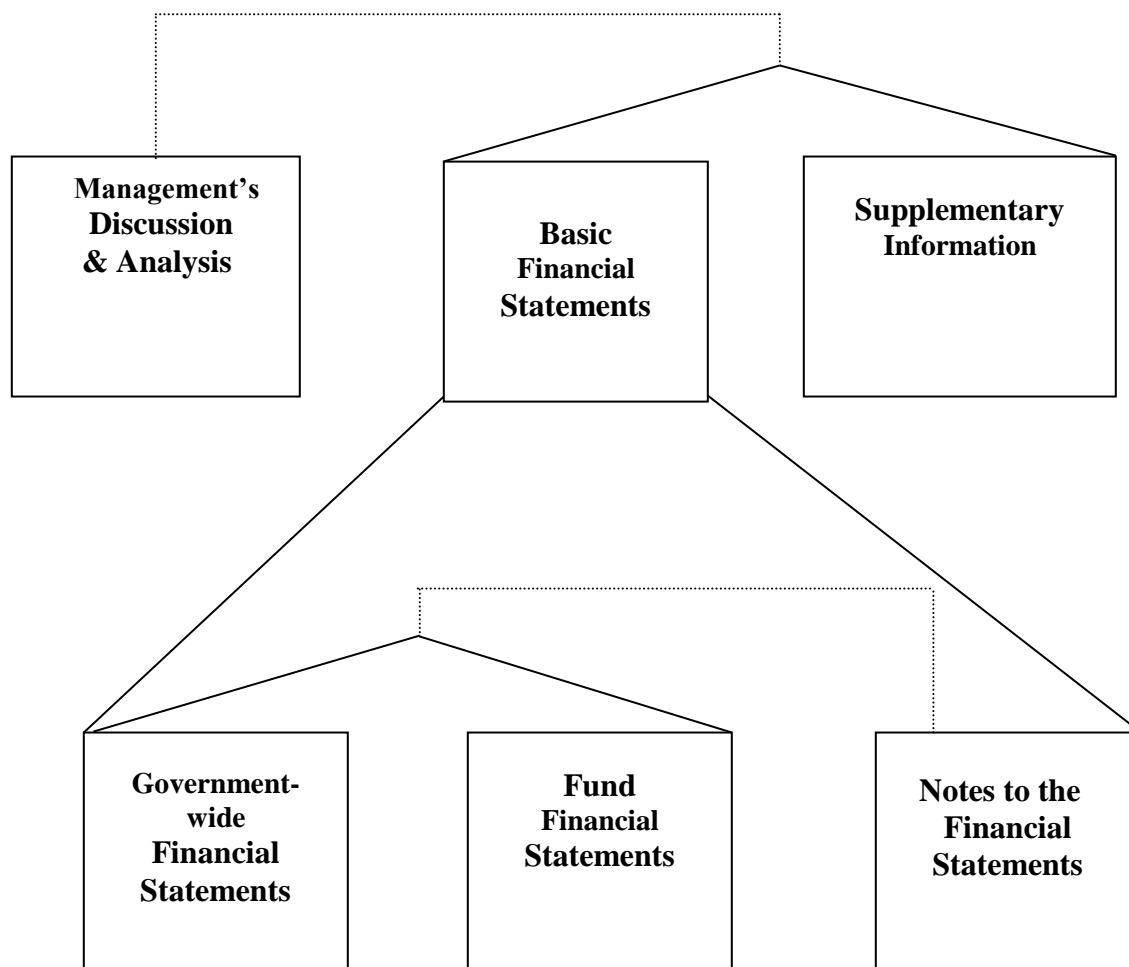 Management’s
Discussion
& Analysis
Basic
Financial
Statements
Supplementary
Information
Government-
wide
Financial
Statements
Fund
Financial
Statements
Notes to the
Financial
Statements